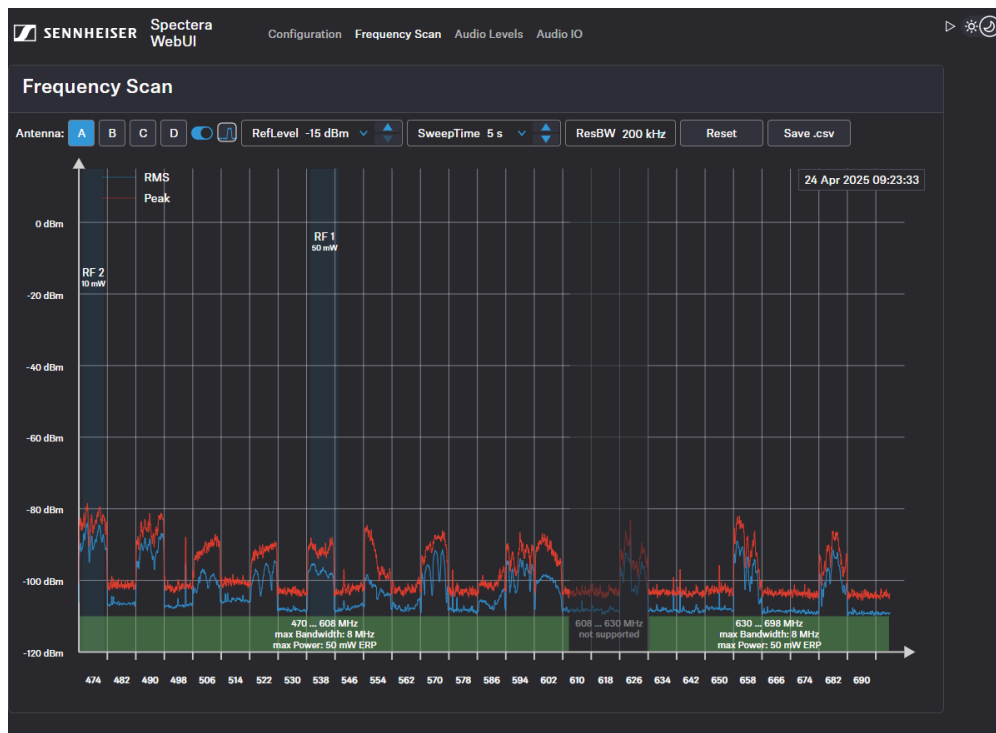 SENNHEISER
Spectera
WebUI
Configuration Frequency Scan Audio Levels Audio IO
Frequency Scan
Antenna: A B C D RefLevel -15 dBm SweepTime 5 s ResBW 200 kHz Reset Save .csv
RMS
Peak
24 Apr 2025 09:23:33
0 dBm
RF 1
50 mW
RF 2
10 mW
-20 dBm
-40 dBm
-60 dBm
-80 dBm
-100 dBm
-120 dBm
470 ... 608 MHz
max Bandwidth: 8 MHz
max Power: 50 mW ERP
608 ... 630 MHz
not supported
630 ... 698 MHz
max Bandwidth: 8 MHz
max Power: 50 mW ERP
474 482 490 498 506 514 522 530 538 546 554 562 570 578 586 594 602 610 618 626 634 642 650 658 666 674 682 690